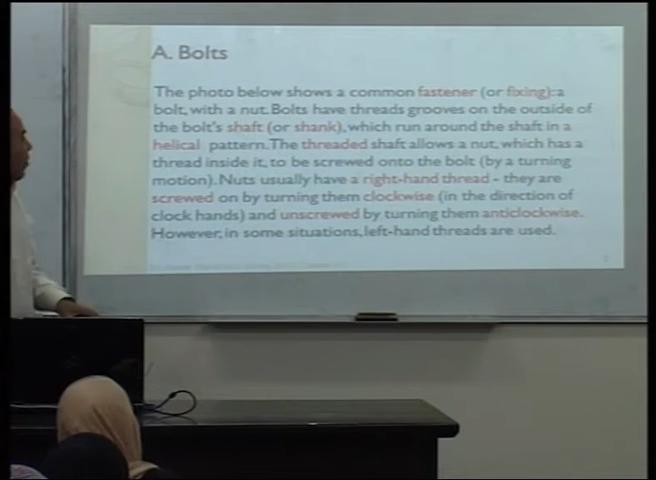 A. Bolts
The photo below shows a common fastener (or fixing): a
bolt, with a nut. Bolts have threads grooves on the outside of
the bolt's shaft (or shank), which run around the shaft in a
helical pattern. The threaded shaft allows a nut, which has a
thread inside it, to be screwed onto the bolt (by a turning
motion). Nuts usually have a right-hand thread - they are
screwed on by turning them clockwise (in the direction of
clock hands) and unscrewed by turning them anticlockwise.
However, in some situations, left-hand threads are used.